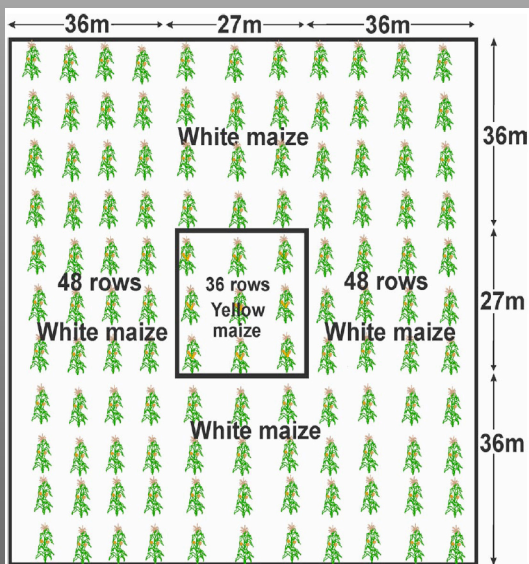 36m 27m 36m
White maize
36m
48 rows
36 rows
48 rows
Yellow
maize
27m
White maize
White maize
White maize
36m